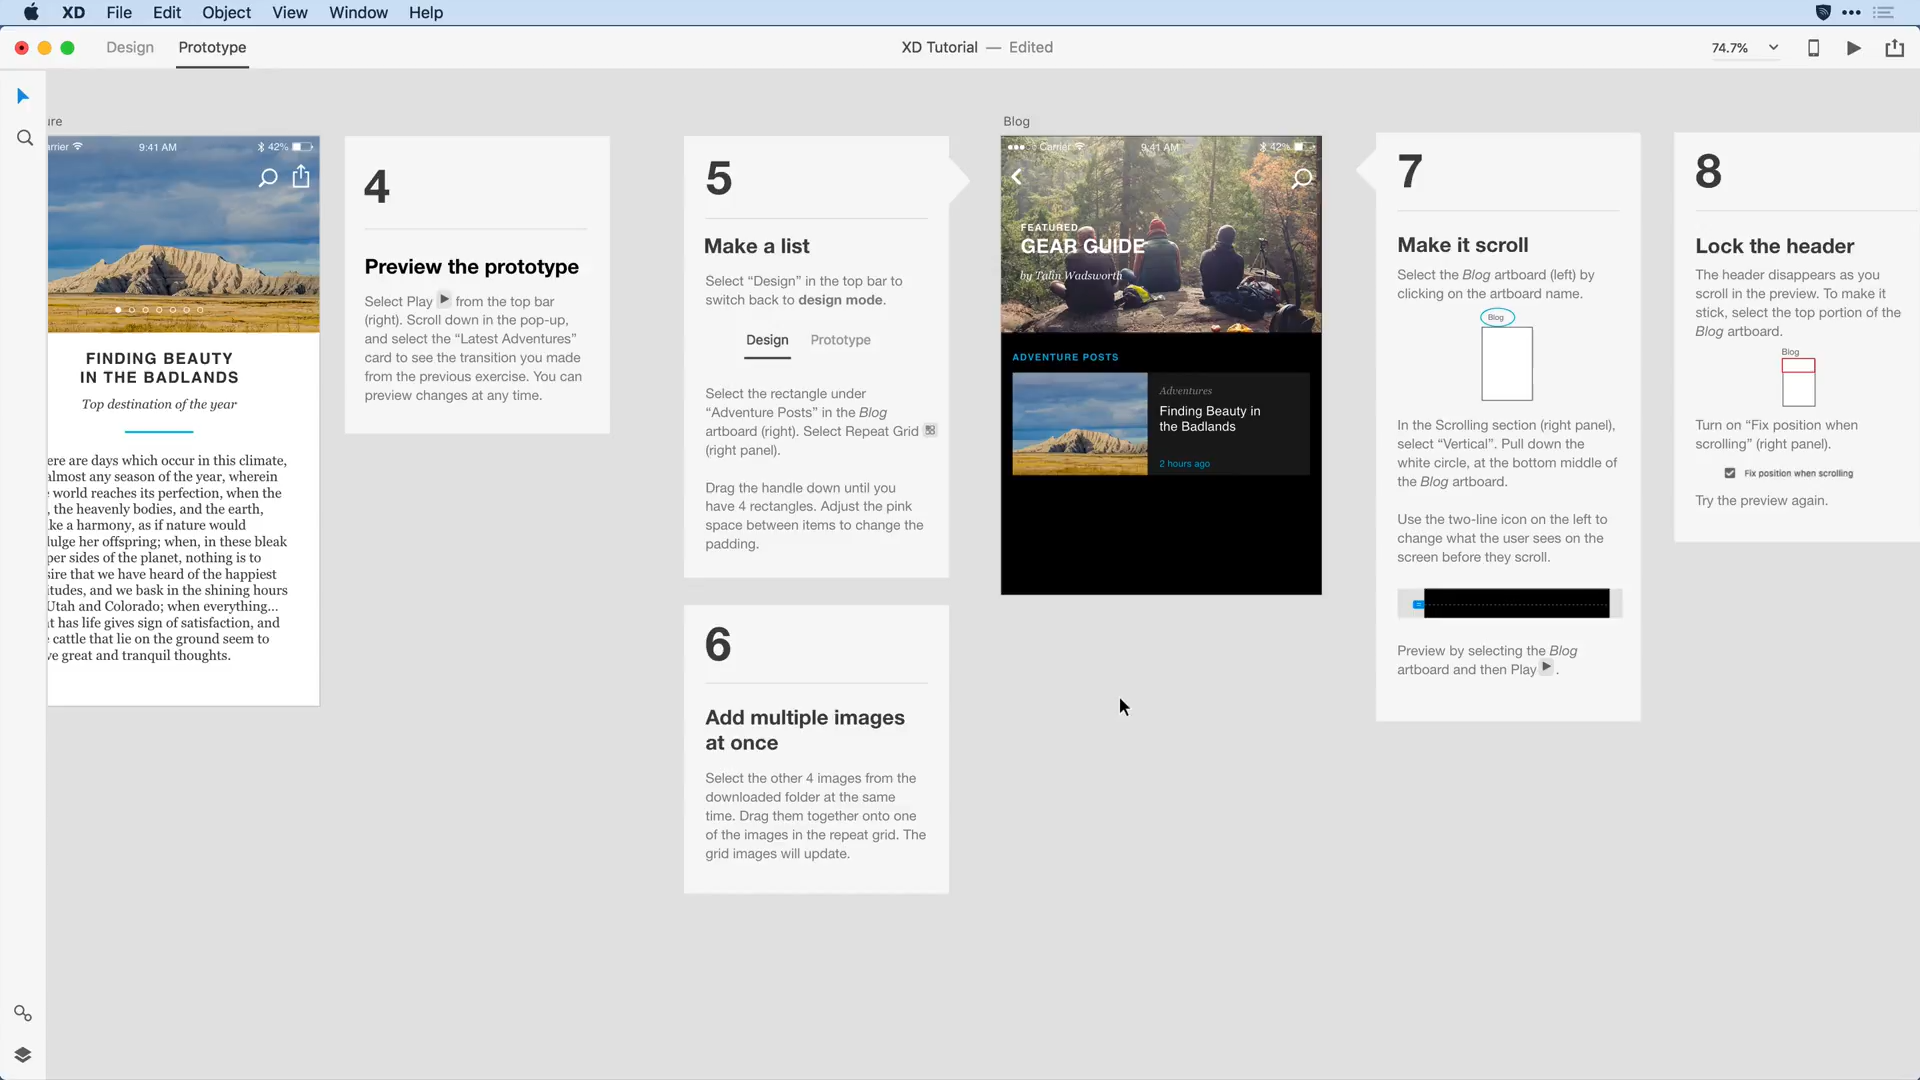 XD File Edit Object View Window Help
Design Prototype
XD Tutorial — Edited
74.7%
ure
9:41 AM
42%
FINDING BEAUTY
IN THE BADLANDS
Top destination of the year
ere are days which occur in this climate,
almost any season of the year, wherein
world reaches its perfection, when the
, the heavenly bodies, and the earth,
ke a harmony, as if nature would
dulge her offspring; when, in these bleak
per sides of the planet, nothing is to
sire that we have heard of the happiest
itudes, and we bask in the shining hours
Utah and Colorado; when everything...
t has life gives sign of satisfaction, and
cattle that lie on the ground seem to
ve great and tranquil thoughts.
4
Preview the prototype
Select Play from the top bar
(right). Scroll down in the pop-up,
and select the “Latest Adventures”
card to see the transition you made
from the previous exercise. You can
preview changes at any time.
5
Make a list
Select “Design” in the top bar to
switch back to design mode.
Design Prototype
Select the rectangle under
“Adventure Posts” in the Blog
artboard (right). Select Repeat Grid
(right panel).
Drag the handle down until you
have 4 rectangles. Adjust the pink
space between items to change the
padding.
6
Add multiple images
at once
Select the other 4 images from the
downloaded folder at the same
time. Drag them together onto one
of the images in the repeat grid. The
grid images will update.
Blog
Carrier 9:41 AM 42%
FEATURED
GEAR GUIDE
by Talin Wadsworth
ADVENTURE POSTS
Adventures
Finding Beauty in
the Badlands
2 hours ago
7
Make it scroll
Select the Blog artboard (left) by
clicking on the artboard name.
Blog
In the Scrolling section (right panel),
select “Vertical”. Pull down the
white circle, at the bottom middle of
the Blog artboard.
Use the two-line icon on the left to
change what the user sees on the
screen before they scroll.
Preview by selecting the Blog
artboard and then Play .
8
Lock the header
The header disappears as you
scroll in the preview. To make it
stick, select the top portion of the
Blog artboard.
Blog
Turn on “Fix position when
scrolling” (right panel).
Fix position when scrolling
Try the preview again.